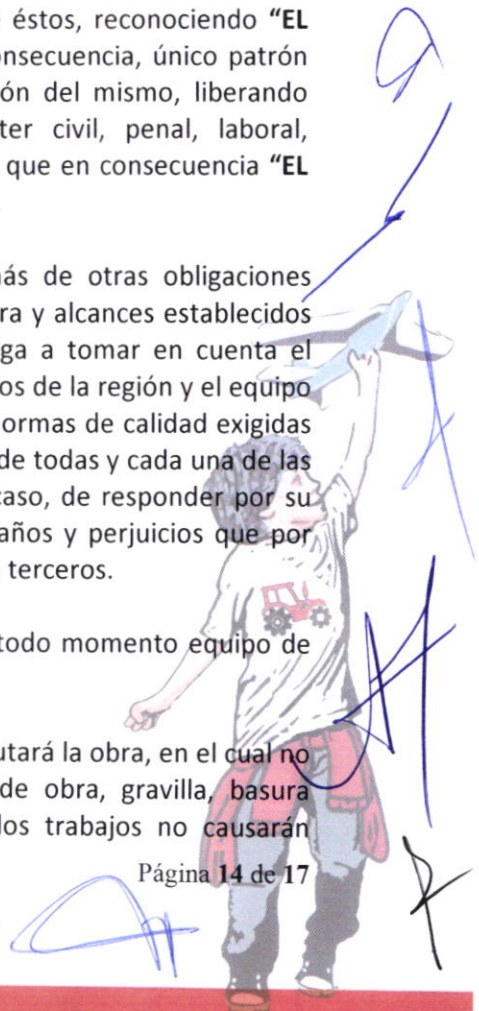 éstos, reconociendo "EL
nsecuencia, único patrón
ón del mismo, liberando
ter civil, penal, laboral,
que en consecuencia "EL
ás de otras obligaciones
ra y alcances establecidos
ga a tomar en cuenta el
os de la región y el equipo
ormas de calidad exigidas
de todas y cada una de las
caso, de responder por su
años y perjuicios que por
terceros.
todo momento equipo de
utará la obra, en el cual no
de obra, gravilla, basura
los trabajos no causarán
Página 14 de 17